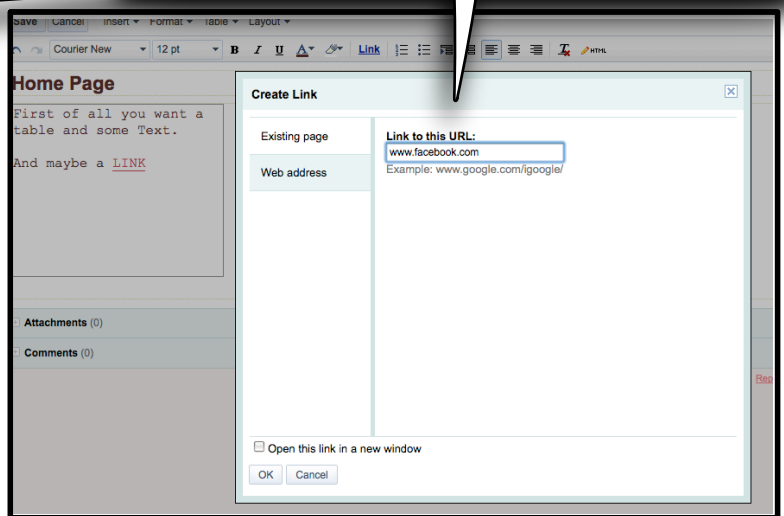 Save Cancel Insert Format Table Layout
Courier New 12 pt B I U A Link T HTML
Home Page
First of all you want a
table and some Text.
And maybe a LINK
Attachments (0)
Comments (0)
Rep
Create Link
Existing page
Web address
Link to this URL:
www.facebook.com
Example: www.google.com/igoogle/
Open this link in a new window
OK Cancel